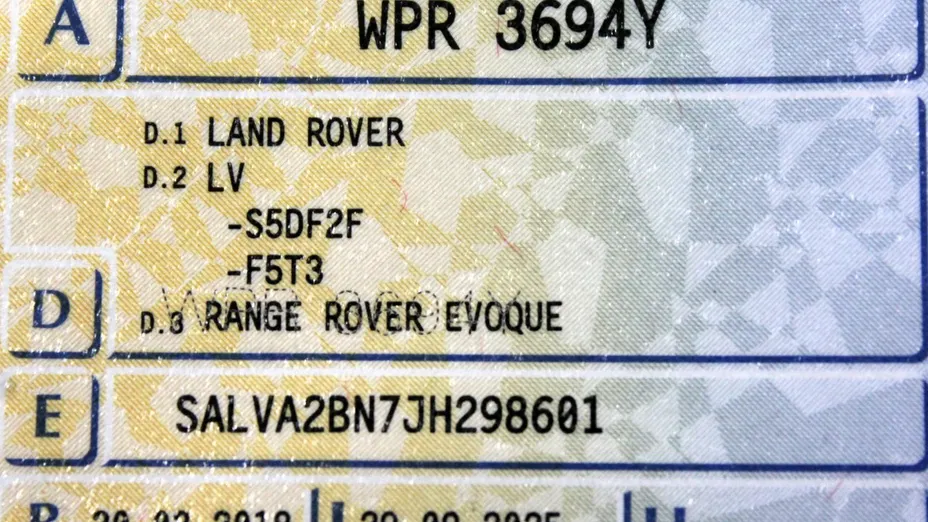 A WPR 3694Y
D.1 LAND ROVER
D.2 LV
-S5DF2F
-F5T3
D D.3 RANGE ROVER EVOQUE
E SALVA2BN7JH298601